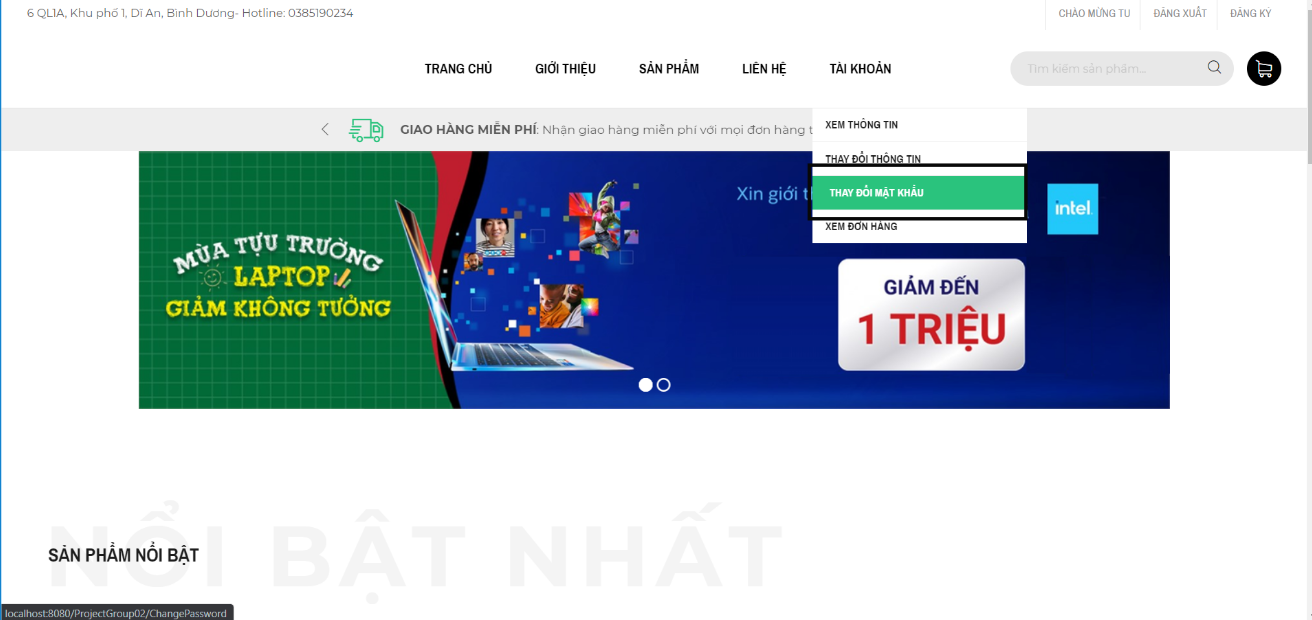 6 QL1A, Khu phố 1, Dĩ An, Bình Dương- Hotline: 0385190234
CHÀO MỪNG TU
ĐĂNG XUẤT
ĐĂNG KÝ
TRANG CHỦ
GIỚI THIỆU
SẢN PHẨM
LIÊN HỆ
TÀI KHOẢN
Tìm kiếm sản phẩm...
GIAO HÀNG MIỄN PHÍ: Nhận giao hàng miễn phí với mọi đơn hàng t
XEM THÔNG TIN
THAY ĐỔI THÔNG TIN
THAY ĐỔI MẬT KHẨU
XEM ĐƠN HÀNG
Xin giới t
intel.
MÙA TỰU TRƯỜNG
LAPTOP
GIẢM KHÔNG TƯỞNG
GIẢM ĐẾN
1 TRIỆU
NỔI BẬT NHẤT
SẢN PHẨM NỔI BẬT
localhost:8080/ProjectGroup02/ChangePassword